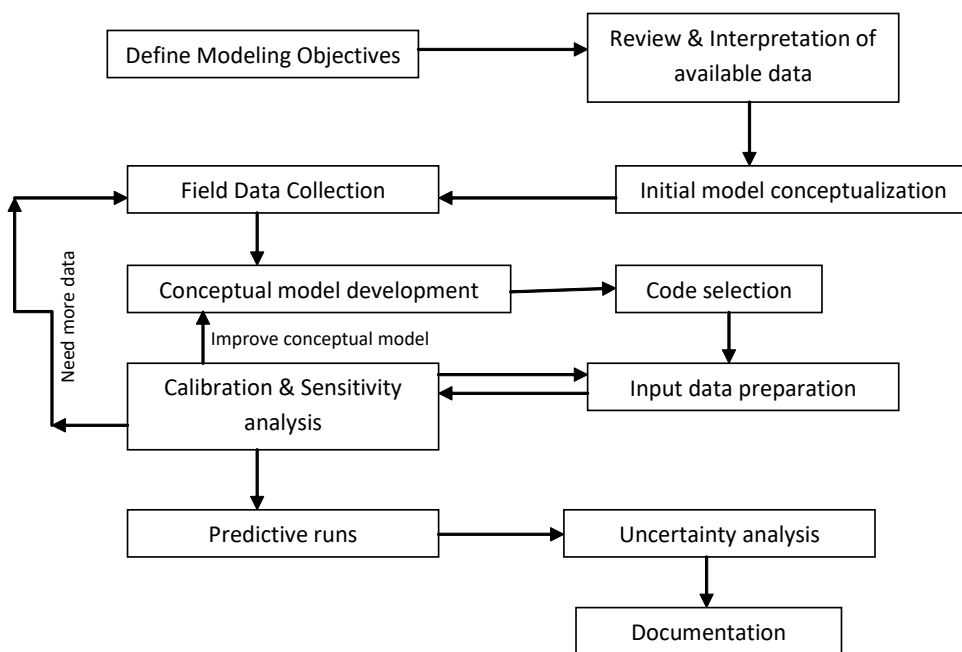 Define Modeling Objectives
Review & Interpretation of
available data
Field Data Collection
Initial model conceptualization
Need more data
Conceptual model development
Code selection
Improve conceptual model
Calibration & Sensitivity
analysis
Input data preparation
Predictive runs
Uncertainty analysis
Documentation